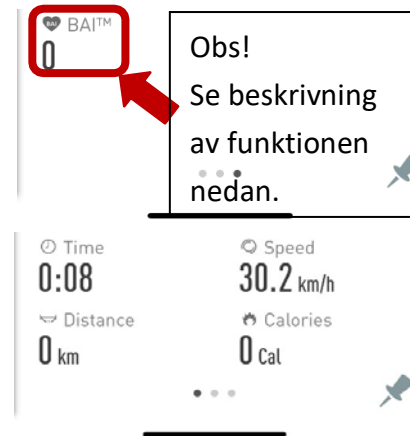 BAI™
0
Obs!
Se beskrivning
av funktionen
nedan.
Time
0:08
Speed
30.2 km/h
Distance
0 km
Calories
0 Cal